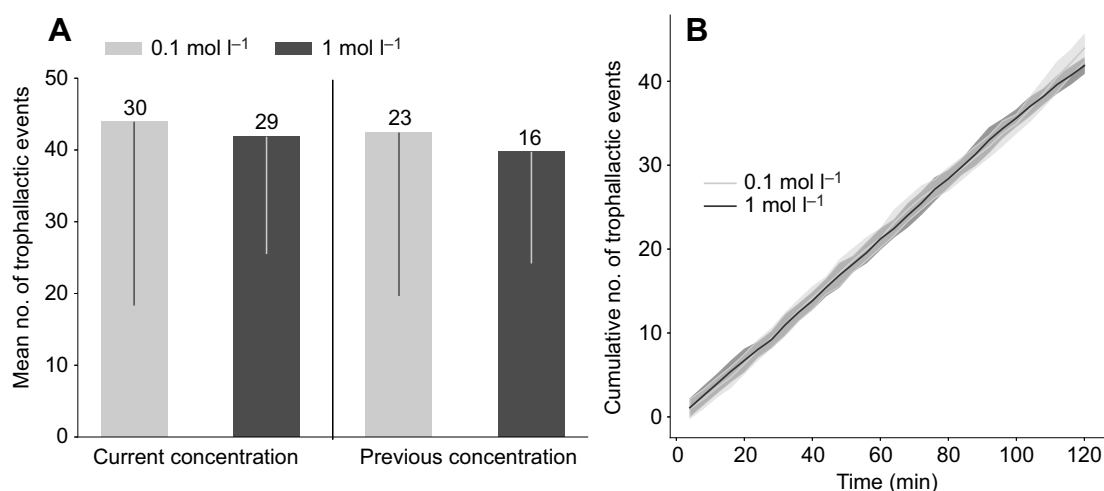 A
0.1 mol l⁻¹
1 mol l⁻¹
Mean no. of trophallactic events
50
40
30
20
10
0
30
29
23
16
Current concentration
Previous concentration
B
Cumulative no. of trophallactic events
40
30
20
10
0
0.1 mol l⁻¹
1 mol l⁻¹
0 20 40 60 80 100 120
Time (min)